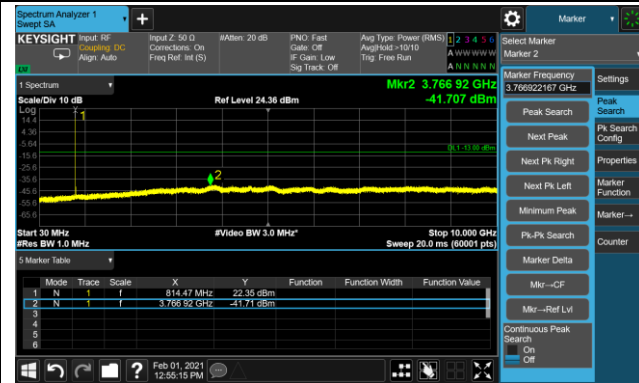 Spectrum Analyzer 1
Swept SA
+
Marker
KEYSIGHT
Input: RF
Coupling: DC
Align: Auto
Input Z: 50 Ω
Corrections: On
Freq Ref: Int (S)
#Atten: 20 dB
PNO: Fast
Gate: Off
IF Gain: Low
Sig Track: Off
Avg Type: Power (RMS)
Avg|Hold:>10/10
Trig: Free Run
1 2 3 4 5 6
A W W W W W
A N N N N N
Select Marker
Marker 2
1 Spectrum
Mkr2 3.766 92 GHz
-41.707 dBm
Scale/Div 10 dB
Ref Level 24.36 dBm
Log
14.4
4.36
-5.64
-15.6
-25.6
-35.6
-45.6
-55.6
-65.6
1
2
DL1 -13.00 dBm
Start 30 MHz
#Res BW 1.0 MHz
#Video BW 3.0 MHz*
Stop 10.000 GHz
Sweep 20.0 ms (60001 pts)
5 Marker Table
Mode Trace Scale X Y Function Function Width Function Value
1 N 1 f 814.47 MHz 22.35 dBm
2 N 1 f 3.766 92 GHz -41.71 dBm
3
4
5
6
Marker Frequency
3.766922167 GHz
Peak Search
Next Peak
Next Pk Right
Next Pk Left
Minimum Peak
Pk-Pk Search
Marker Delta
Mkr→CF
Mkr→Ref Lvl
Continuous Peak Search
On
Off
Settings
Peak Search
Pk Search Config
Properties
Marker Function
Marker→
Counter
?
Feb 01, 2021
12:55:15 PM